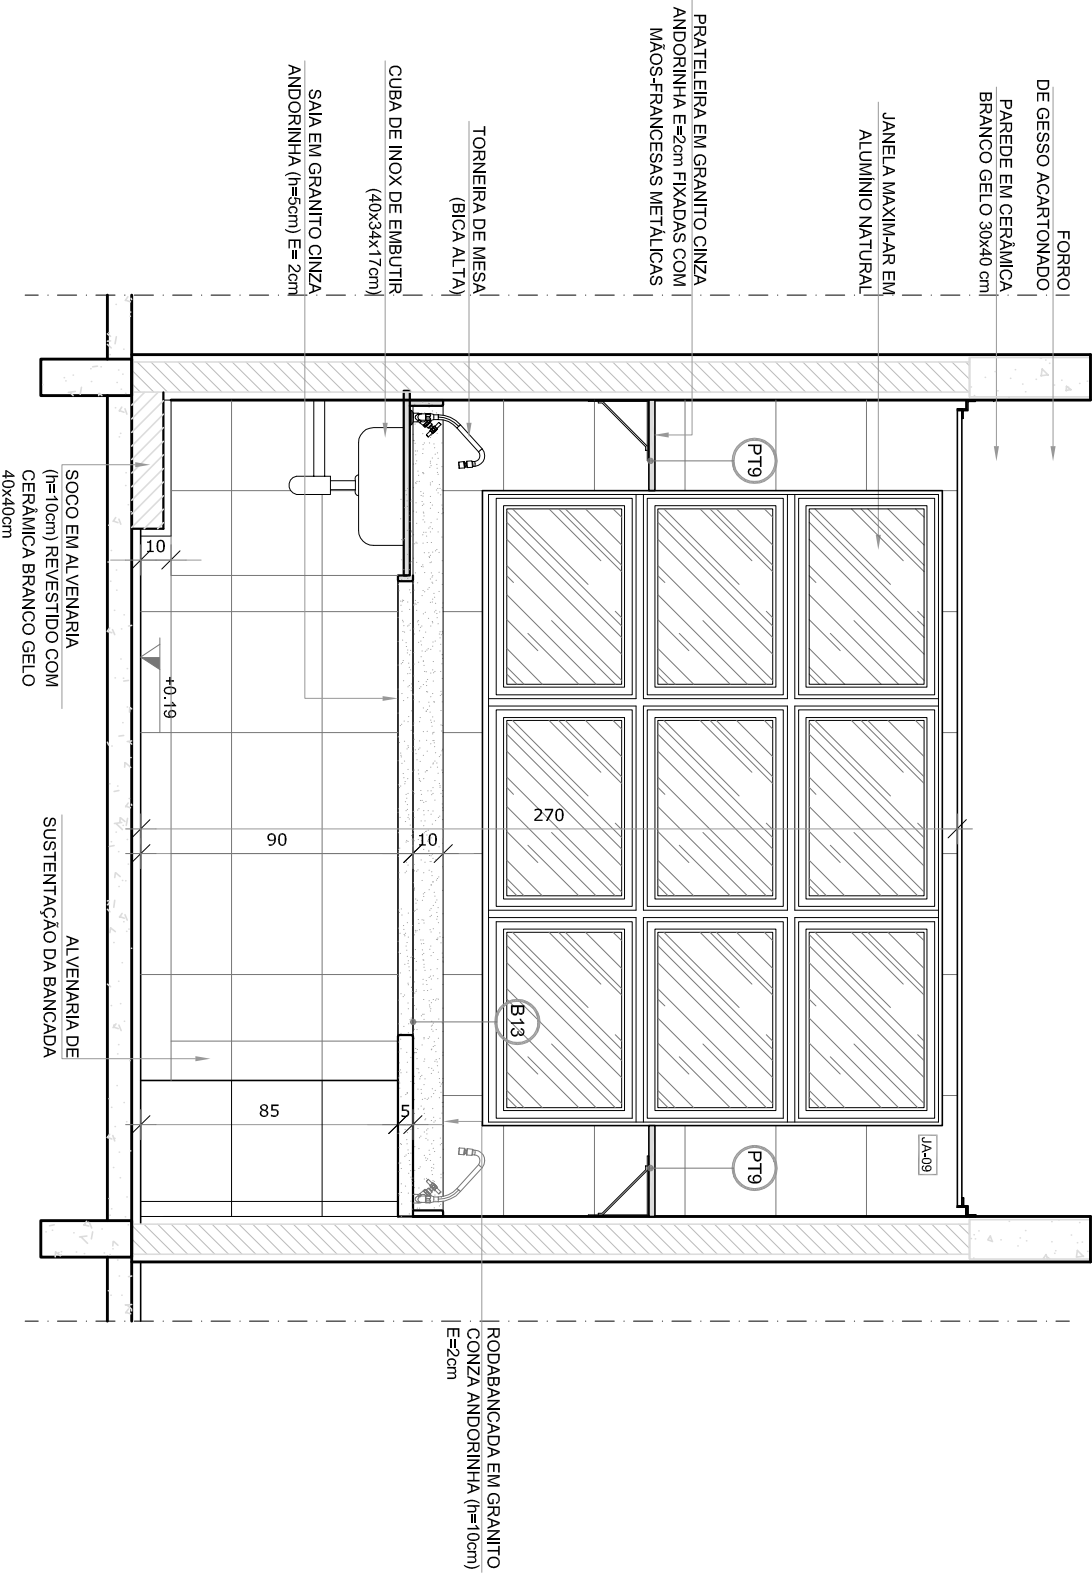 FORRO
DE GESSO ACARTONADO
PAREDE EM CERÂMICA
BRANCO GELO 30x40 cm
JANELA MAXIM-AR EM
ALUMÍNIO NATURAL
PRATELEIRA EM GRANITO CINZA
ANDORINHA E=2cm FIXADAS COM
MÃOS-FRANCESAS METÁLICAS
TORNEIRA DE MESA
(BICA ALTA)
CUBA DE INOX DE EMBUTIR
(40x34x17cm)
SAIA EM GRANITO CINZA
ANDORINHA (h=5cm) E= 2cm
PT9
PT9
JA-09
270
B13
10
90
5
85
10
+0.19
RODABANCADA EM GRANITO
CONZA ANDORINHA (h=10cm)
E=2cm
SOCO EM ALVENARIA
(h=10cm) REVESTIDO COM
CERÂMICA BRANCO GELO
40x40cm
ALVENARIA DE
SUSTENTAÇÃO DA BANCADA